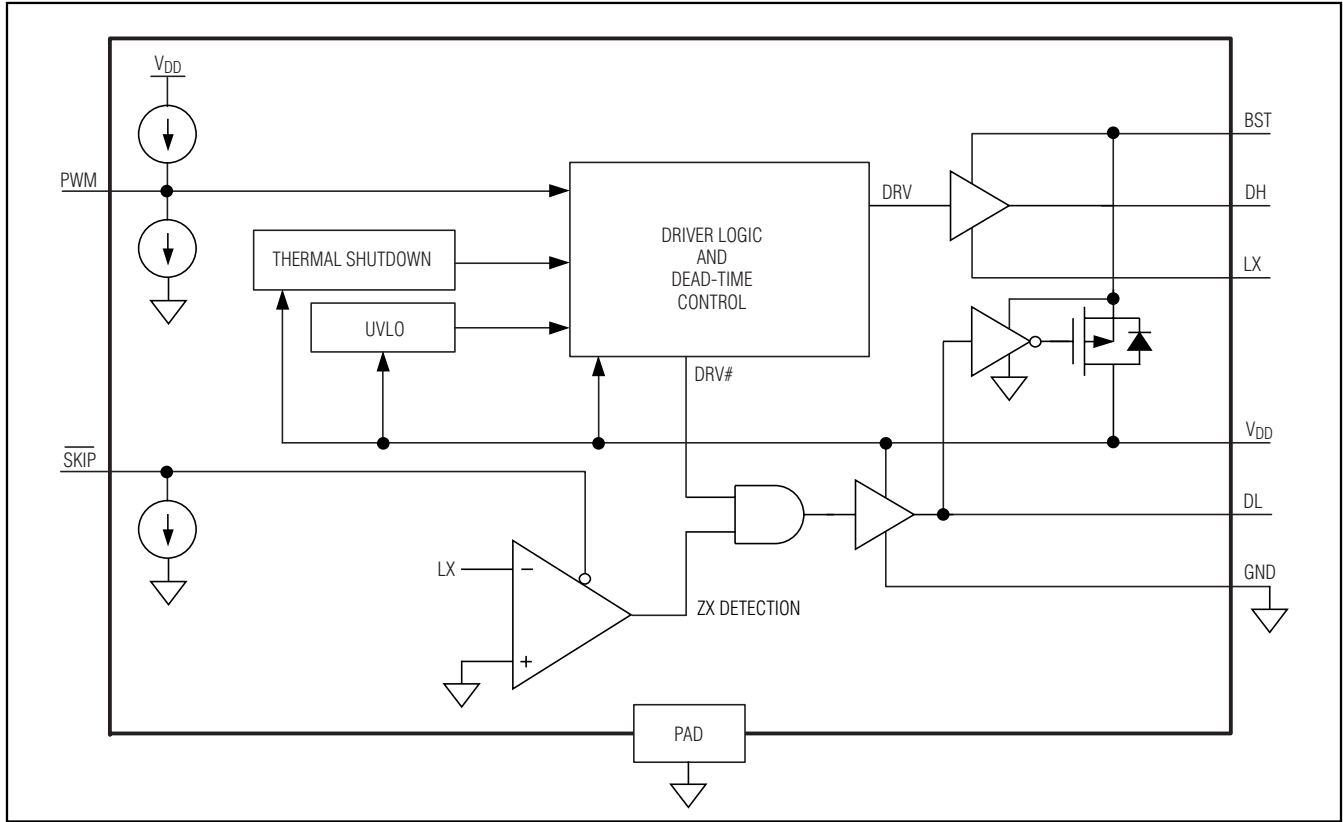 VDD
PWM
THERMAL SHUTDOWN
UVLO
DRIVER LOGIC
AND
DEAD-TIME
CONTROL
DRV
DRV#
BST
DH
LX
VDD
DL
GND
SKIP
LX
−
+
ZX DETECTION
PAD